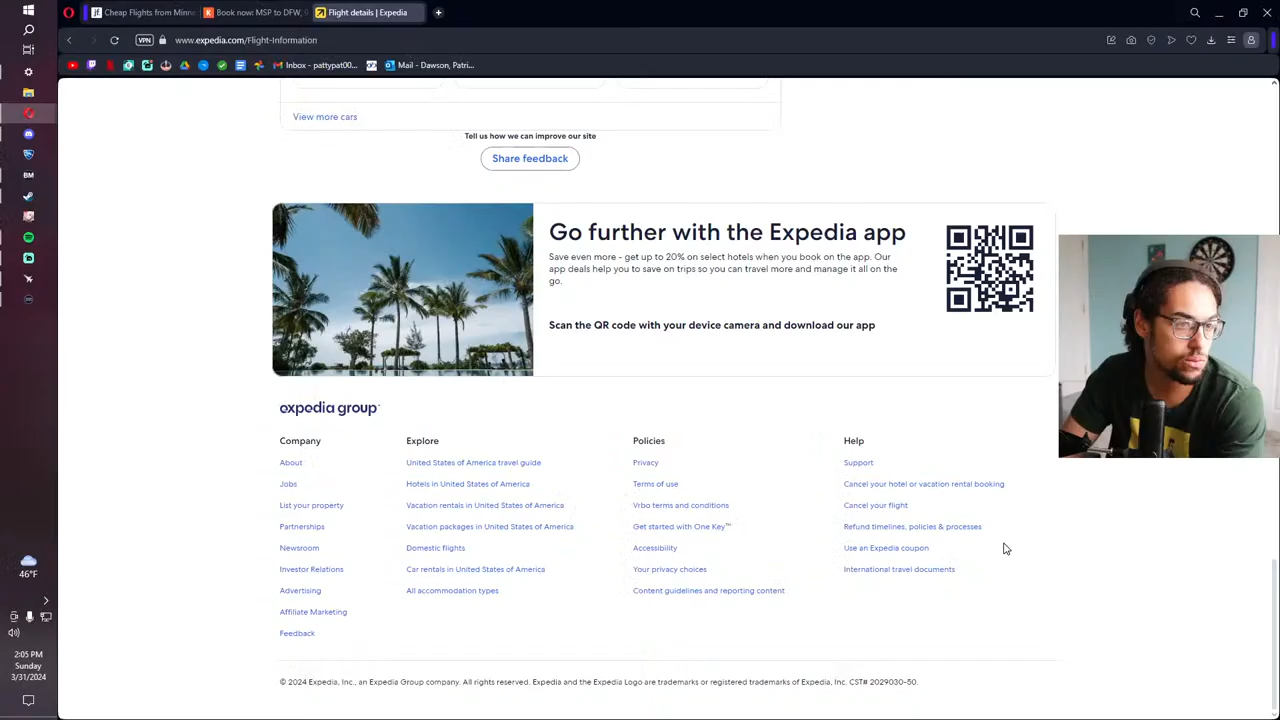 Cheap Flights from Minne
Book now: MSP to DFW,
Flight details | Expedia
VPN
www.expedia.com/Flight-Information
Inbox - pattypat00...
Mail - Dawson, Patri...
BM
View more cars
Tell us how we can improve our site
Share feedback
Go further with the Expedia app
Save even more - get up to 20% on select hotels when you book on the app. Our
app deals help you to save on trips so you can travel more and manage it all on the
go.
Scan the QR code with your device camera and download our app
expedia group
Company
About
Jobs
List your property
Partnerships
Newsroom
Investor Relations
Advertising
Affiliate Marketing
Feedback
Explore
United States of America travel guide
Hotels in United States of America
Vacation rentals in United States of America
Vacation packages in United States of America
Domestic flights
Car rentals in United States of America
All accommodation types
Policies
Privacy
Terms of use
Vrbo terms and conditions
Get started with One Key™
Accessibility
Your privacy choices
Content guidelines and reporting content
Help
Support
Cancel your hotel or vacation rental booking
Cancel your flight
Refund timelines, policies & processes
Use an Expedia coupon
International travel documents
© 2024 Expedia, Inc., an Expedia Group company. All rights reserved. Expedia and the Expedia Logo are trademarks or registered trademarks of Expedia, Inc. CST# 2029030-50.
46°F
2:05 PM
Sunday
3/31/2024